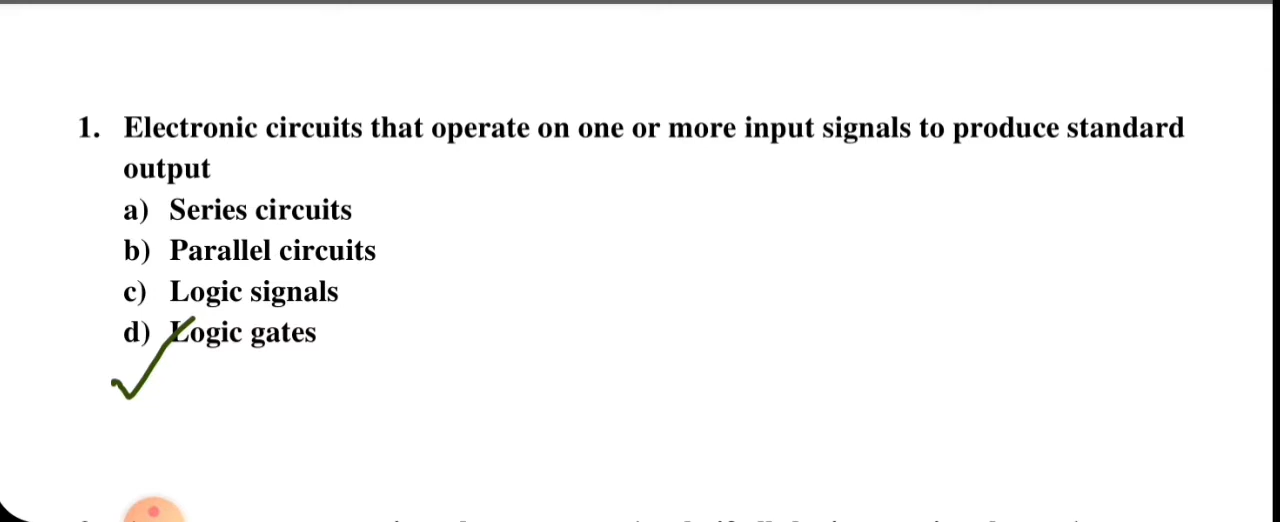 1. Electronic circuits that operate on one or more input signals to produce standard
output
a) Series circuits
b) Parallel circuits
c) Logic signals
d) Logic gates